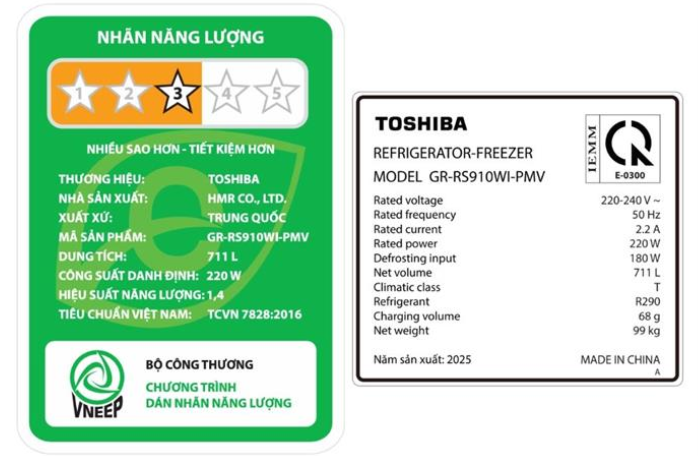 NHÃN NĂNG LƯỢNG
1 2 3 4 5
NHIỀU SAO HƠN - TIẾT KIỆM HƠN
THƯƠNG HIỆU: TOSHIBA
NHÀ SẢN XUẤT: HMR CO., LTD.
XUẤT XỨ: TRUNG QUỐC
MÃ SẢN PHẨM: GR-RS910WI-PMV
DUNG TÍCH: 711 L
CÔNG SUẤT DANH ĐỊNH: 220 W
HIỆU SUẤT NĂNG LƯỢNG: 1,4
TIÊU CHUẨN VIỆT NAM: TCVN 7828:2016
VNEEP
BỘ CÔNG THƯƠNG
CHƯƠNG TRÌNH
DÁN NHÃN NĂNG LƯỢNG
TOSHIBA
REFRIGERATOR-FREEZER
MODEL GR-RS910WI-PMV
IEMM
E-0300
Rated voltage 220-240 V ~
Rated frequency 50 Hz
Rated current 2.2 A
Rated power 220 W
Defrosting input 180 W
Net volume 711 L
Climatic class T
Refrigerant R290
Charging volume 68 g
Net weight 99 kg
Năm sản xuất: 2025 MADE IN CHINA
A